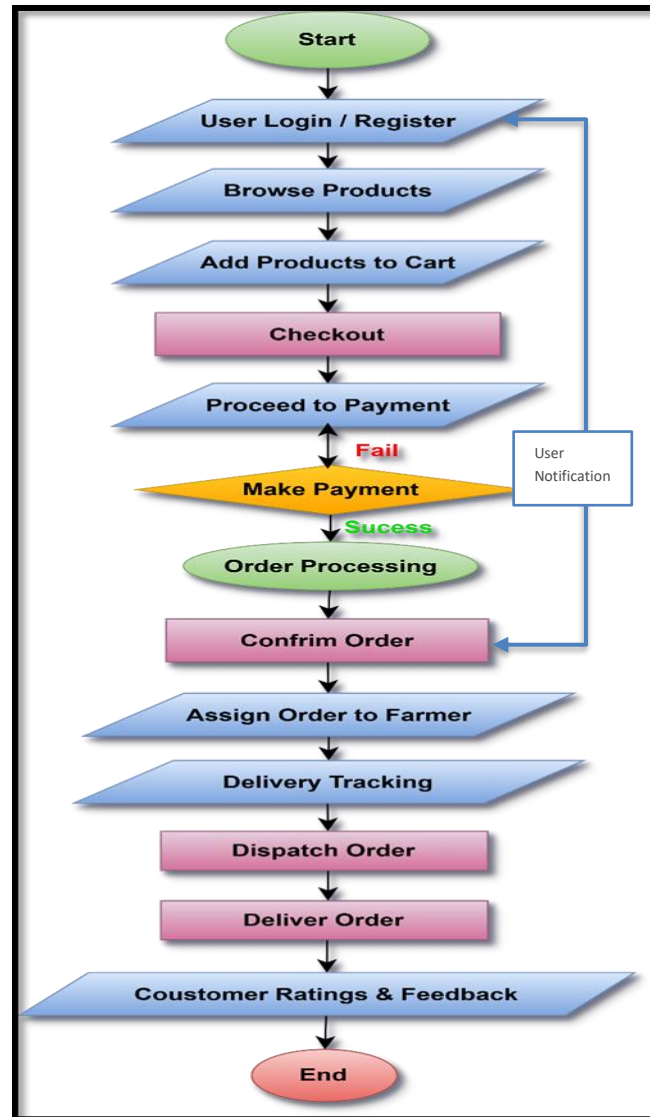 Start
User Login / Register
Browse Products
Add Products to Cart
Checkout
Proceed to Payment
Fail
User
Notification
Make Payment
Sucess
Order Processing
Confrim Order
Assign Order to Farmer
Delivery Tracking
Dispatch Order
Deliver Order
Coustomer Ratings & Feedback
End